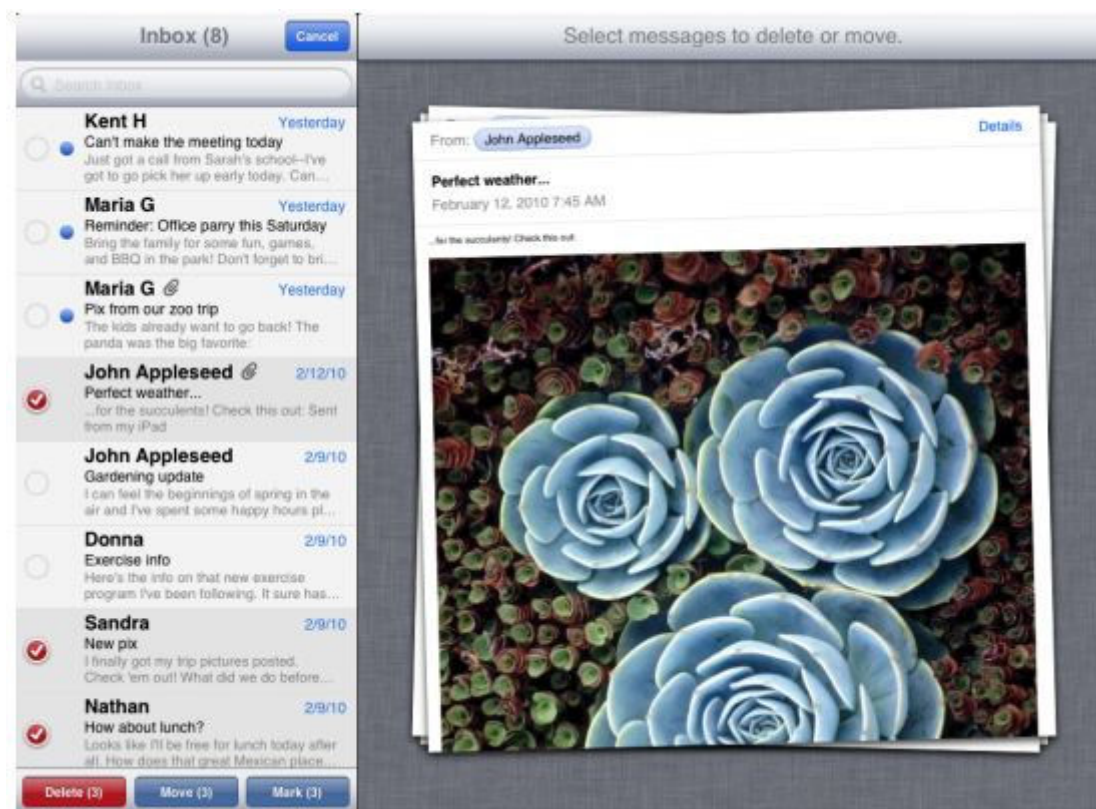 Inbox (8)
Cancel
Select messages to delete or move.
Search Inbox
Kent H Yesterday
Can't make the meeting today
Just got a call from Sarah's school--I've
got to go pick her up early today. Can...
Maria G Yesterday
Reminder: Office parry this Saturday
Bring the family for some fun, games,
and BBQ in the park! Don't forget to bri...
Maria G Yesterday
Pix from our zoo trip
The kids already want to go back! The
panda was the big favorite:
John Appleseed 2/12/10
Perfect weather...
...for the succulents! Check this out: Sent
from my iPad
John Appleseed 2/9/10
Gardening update
I can feel the beginnings of spring in the
air and I've spent some happy hours pl...
Donna 2/9/10
Exercise info
Here's the info on that new exercise
program I've been following. It sure has...
Sandra 2/9/10
New pix
I finally got my trip pictures posted.
Check 'em out! What did we do before...
Nathan 2/9/10
How about lunch?
Looks like I'll be free for lunch today after
all. How does that great Mexican place...
Delete (3)
Move (3)
Mark (3)
From: John Appleseed
Details
Perfect weather...
February 12, 2010 7:45 AM
...for the succulents! Check this out: